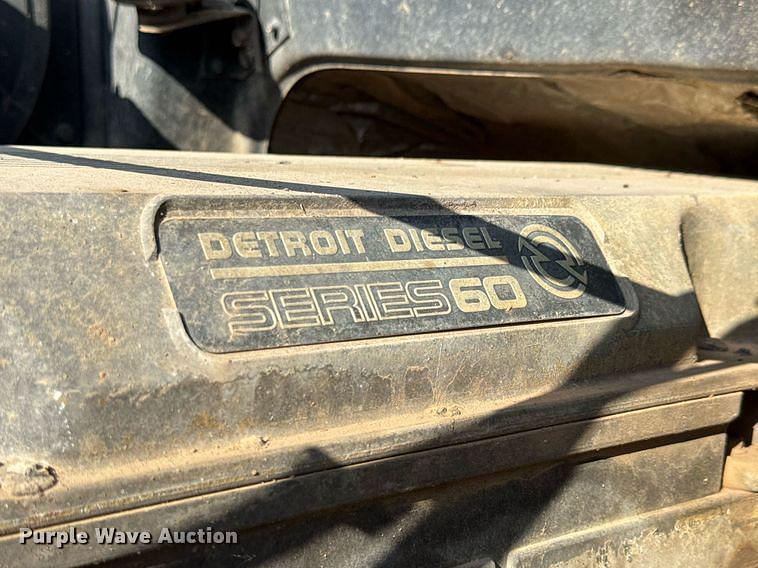 DETROIT DIESEL
SERIES 60
Purple Wave Auction